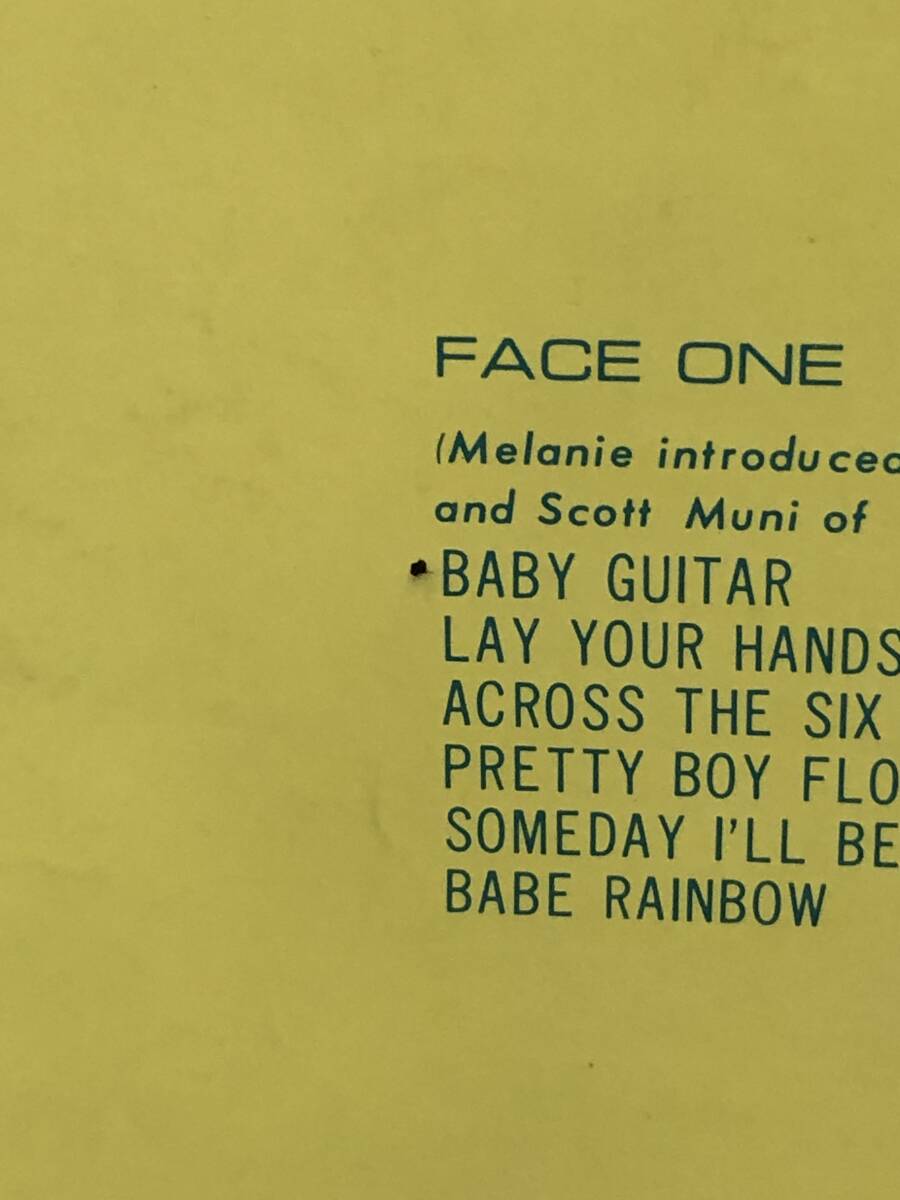 FACE ONE
(Melanie introduced
and Scott Muni of
BABY GUITAR
LAY YOUR HANDS
ACROSS THE SIX
PRETTY BOY FLO
SOMEDAY I'LL BE
BABE RAINBOW